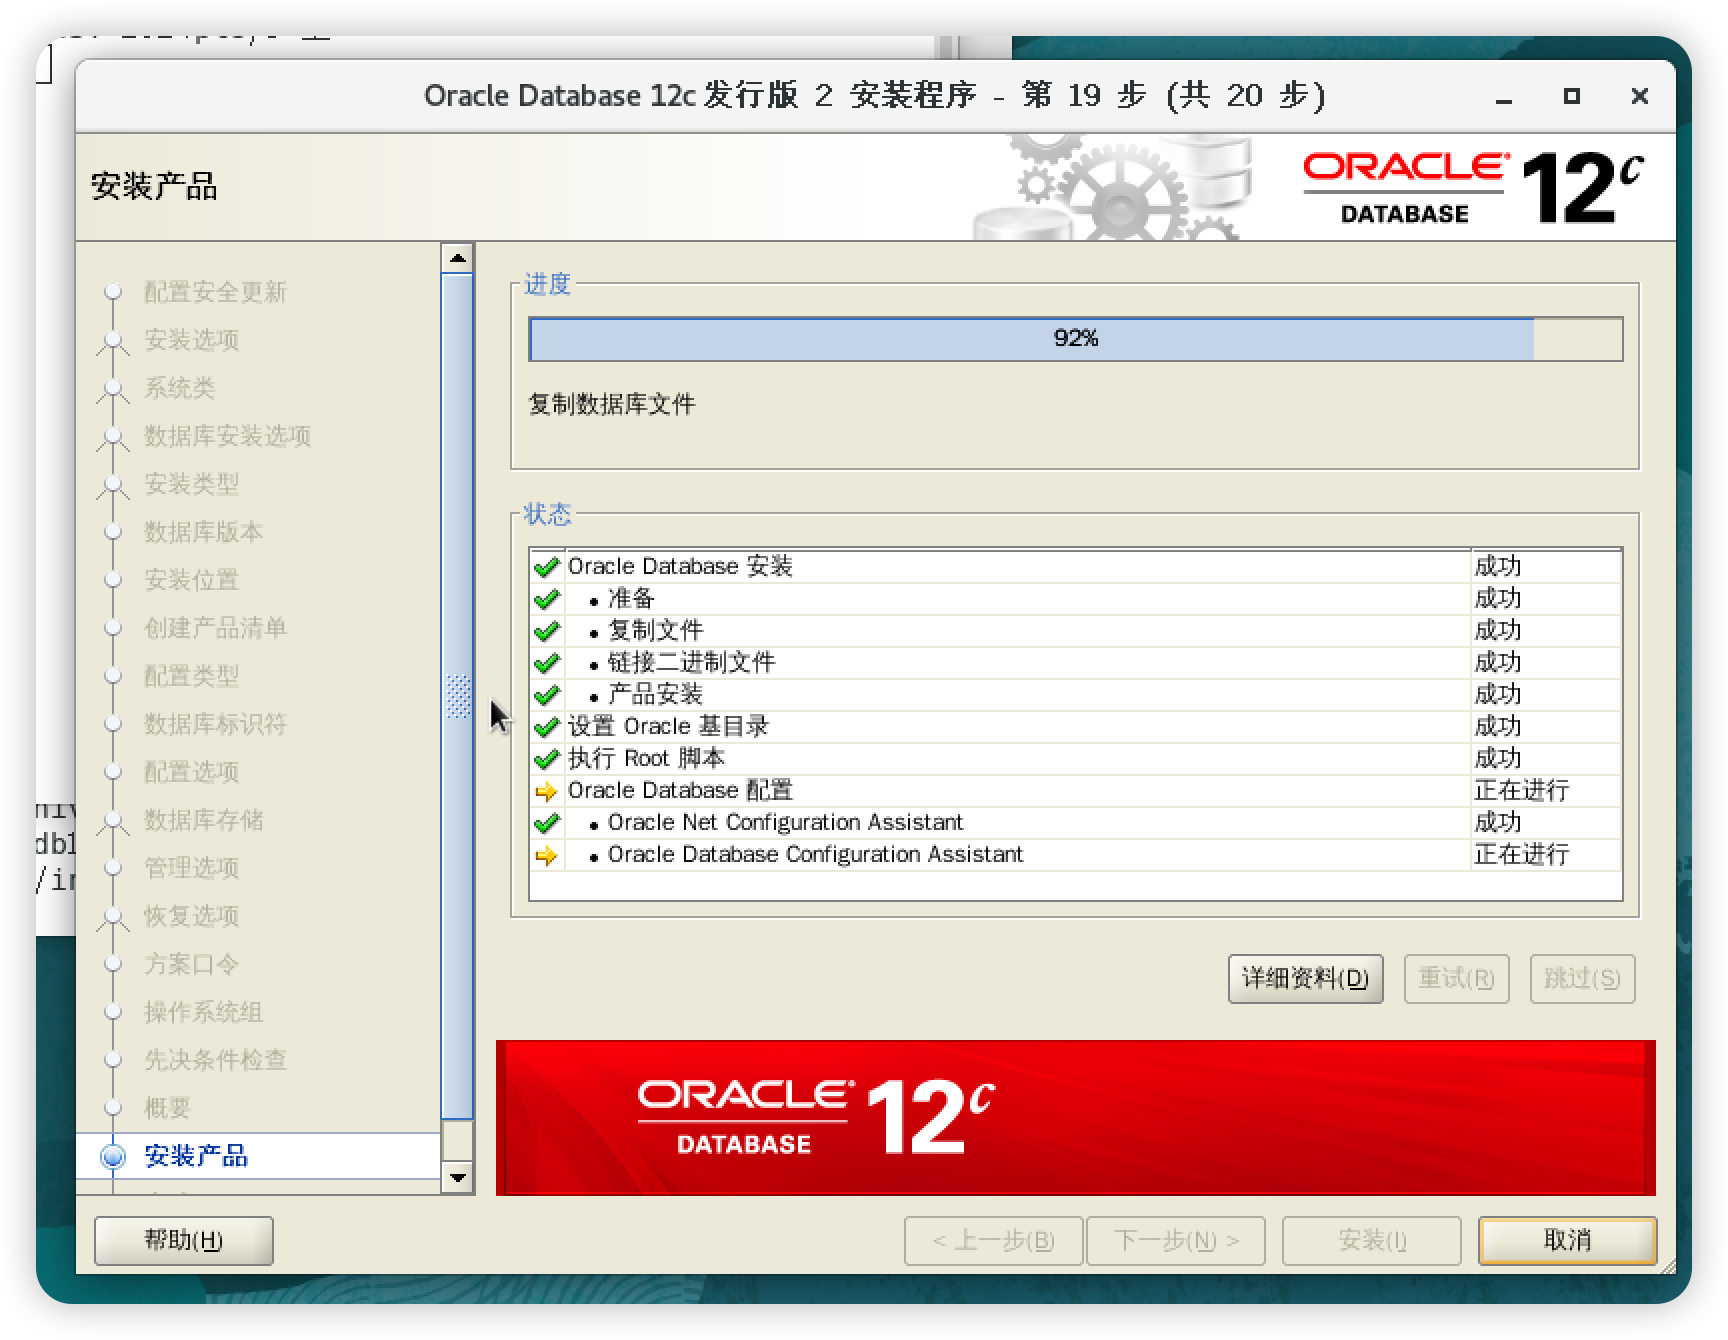 Oracle Database 12c 发行版 2 安装程序 - 第 19 步 (共 20 步)
安装产品
ORACLE
DATABASE
12c
配置安全更新
安装选项
系统类
数据库安装选项
安装类型
数据库版本
安装位置
创建产品清单
配置类型
数据库标识符
配置选项
数据库存储
管理选项
恢复选项
方案口令
操作系统组
先决条件检查
概要
安装产品
进度
92%
复制数据库文件
状态
Oracle Database 安装 成功
• 准备 成功
• 复制文件 成功
• 链接二进制文件 成功
• 产品安装 成功
设置 Oracle 基目录 成功
执行 Root 脚本 成功
Oracle Database 配置 正在进行
• Oracle Net Configuration Assistant 成功
• Oracle Database Configuration Assistant 正在进行
详细资料(D) 重试(R) 跳过(S)
ORACLE
DATABASE
12c
帮助(H) < 上一步(B) 下一步(N) > 安装(I) 取消